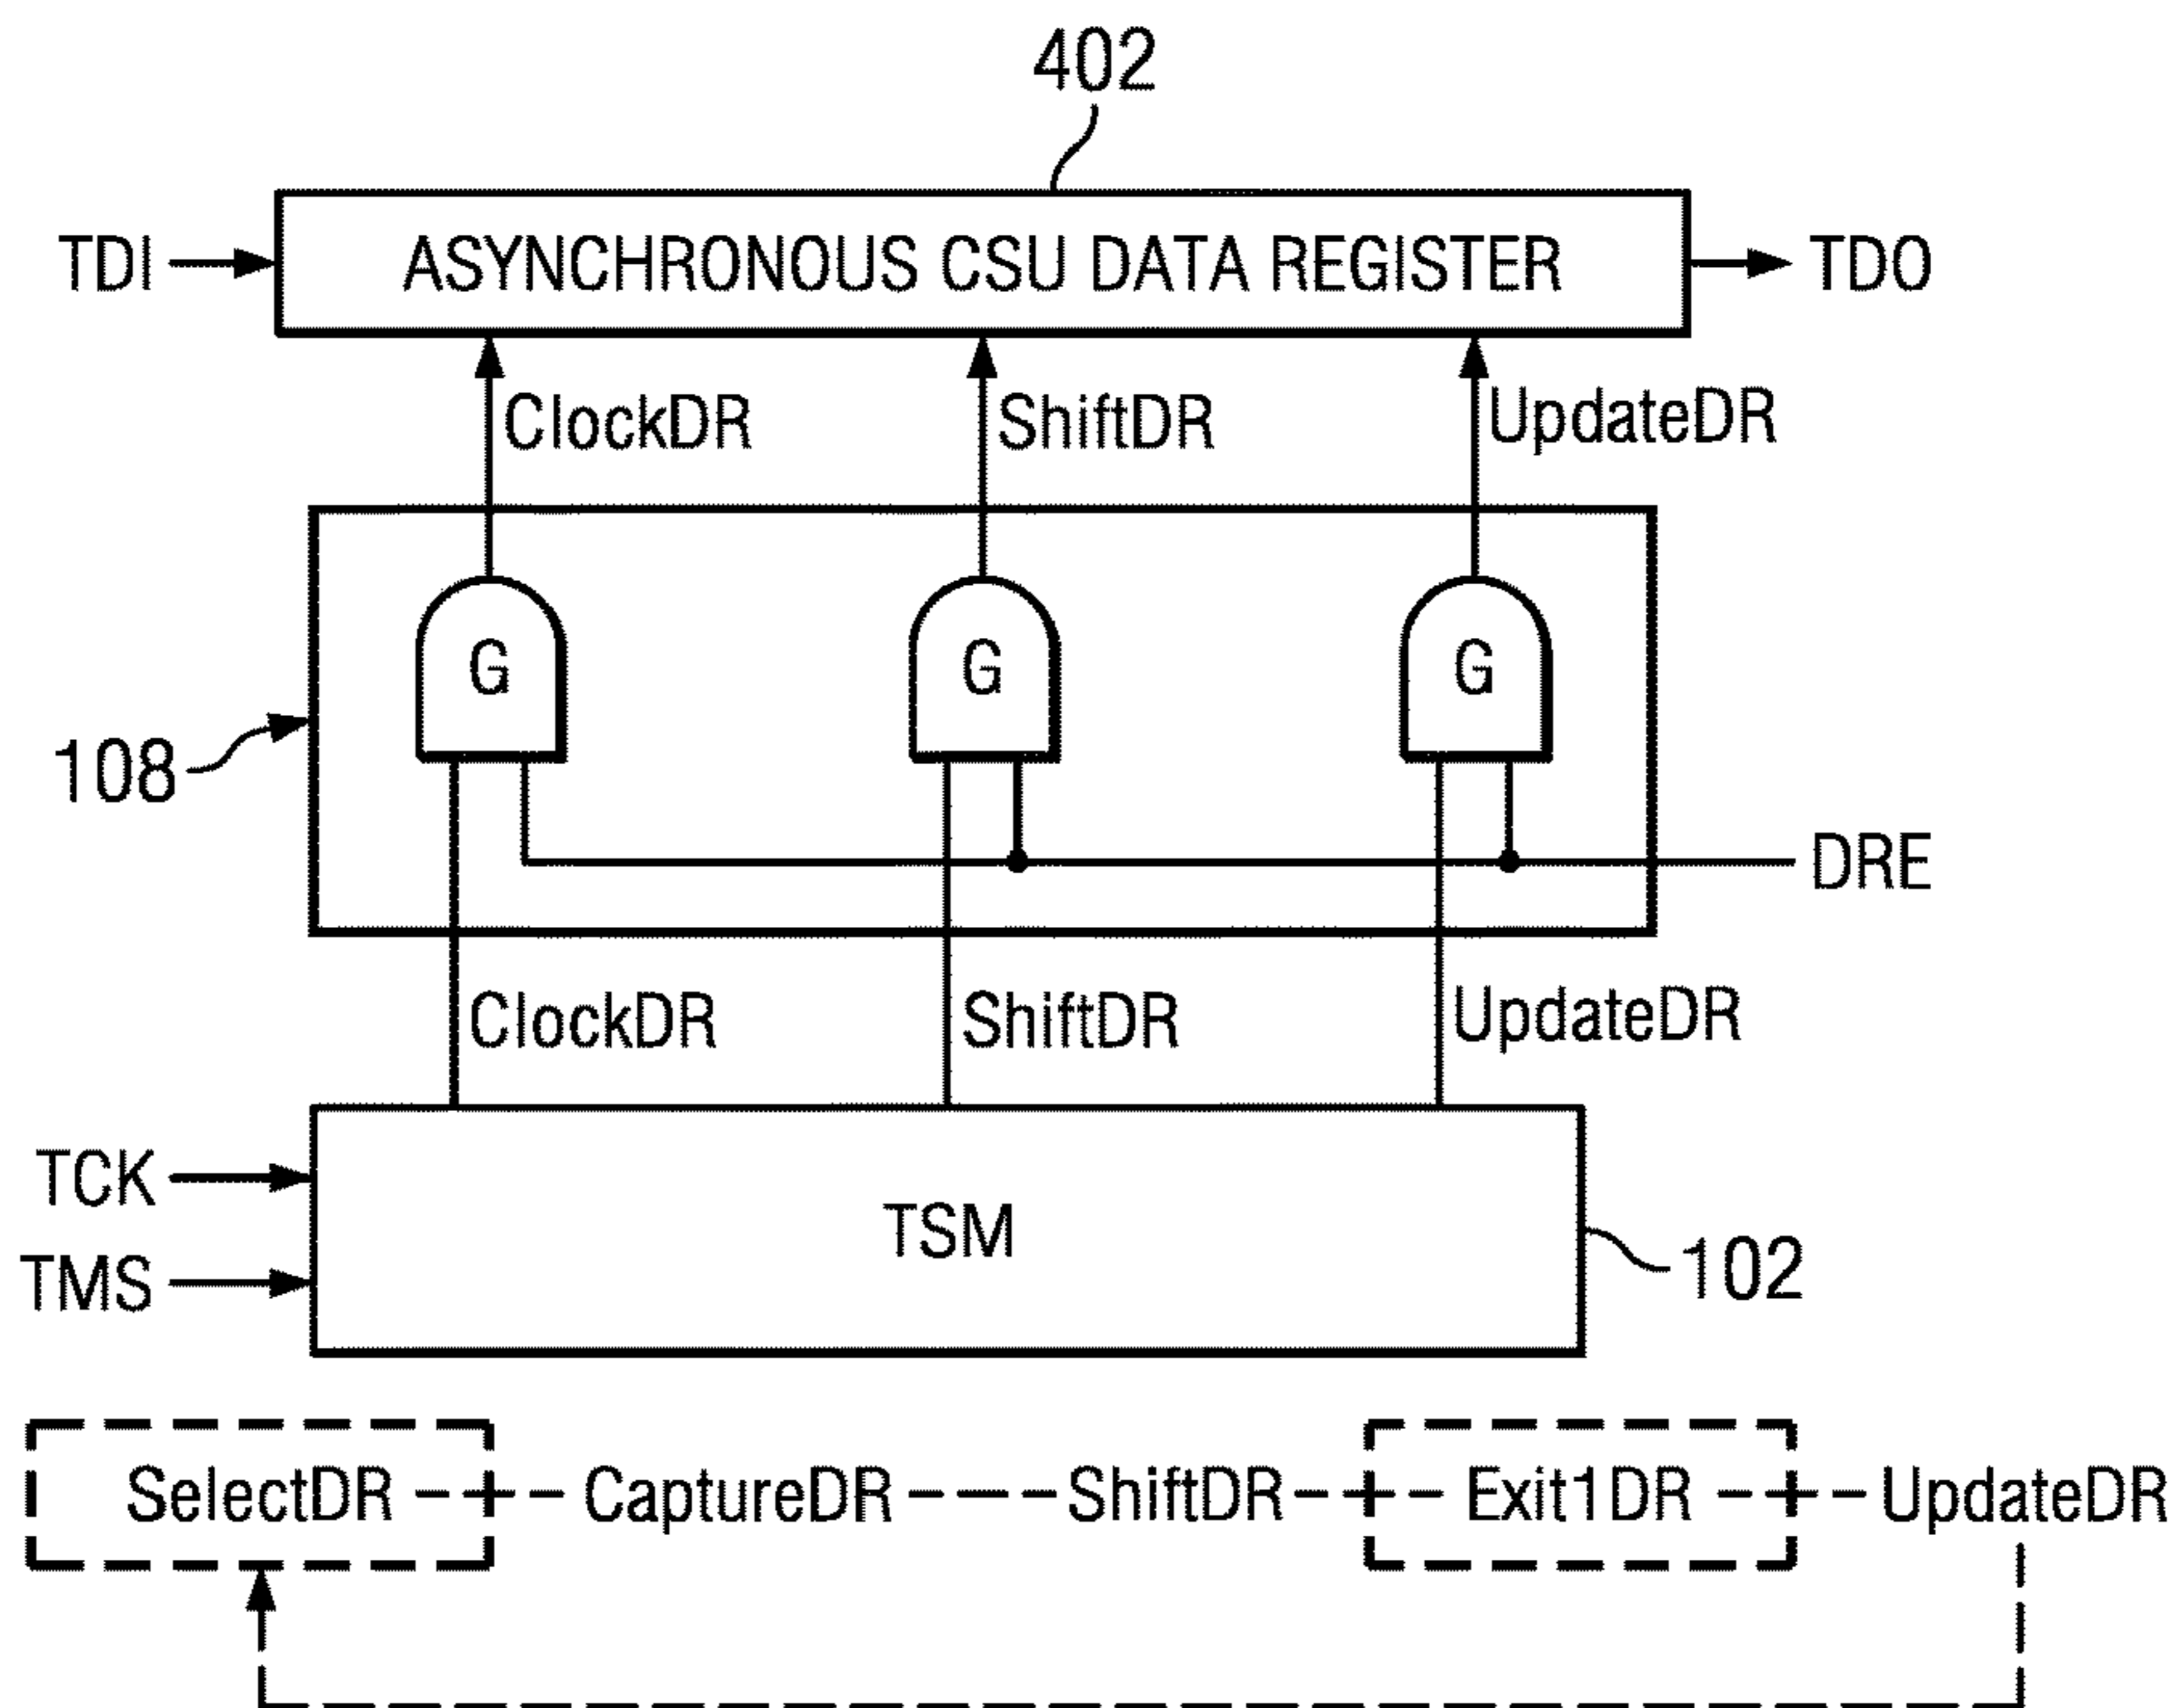 402
TDI
ASYNCHRONOUS CSU DATA REGISTER
TDO
ClockDR
ShiftDR
UpdateDR
G
G
G
108
DRE
ClockDR
ShiftDR
UpdateDR
TCK
TSM
TMS
102
SelectDR
CaptureDR
ShiftDR
Exit1DR
UpdateDR